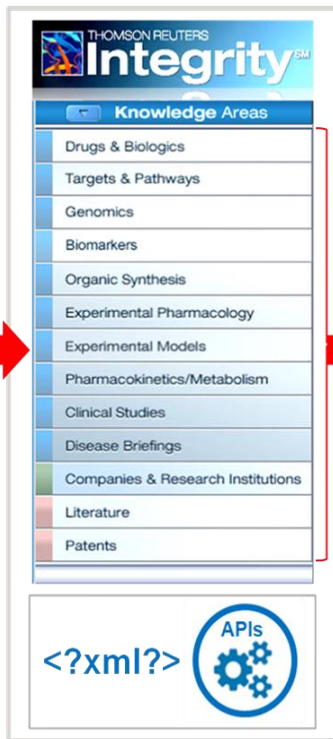 THOMSON REUTERS
Integrity SM
Knowledge Areas
Drugs & Biologics
Targets & Pathways
Genomics
Biomarkers
Organic Synthesis
Experimental Pharmacology
Experimental Models
Pharmacokinetics/Metabolism
Clinical Studies
Disease Briefings
Companies & Research Institutions
Literature
Patents
<?xml?>
APIs